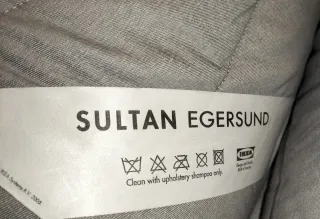 SULTAN EGERSUND
IKEA
Clean with upholstery shampoo only.